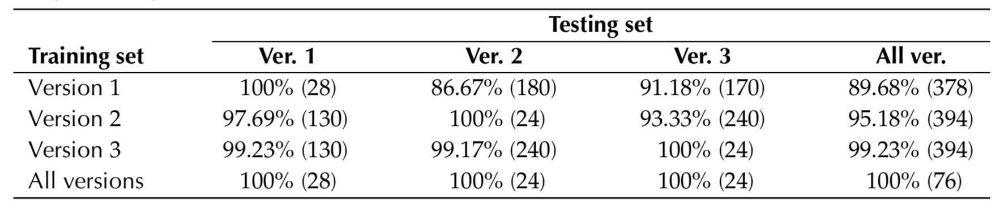 Testing set
Training set Ver. 1 Ver. 2 Ver. 3 All ver.
Version 1 100% (28) 86.67% (180) 91.18% (170) 89.68% (378)
Version 2 97.69% (130) 100% (24) 93.33% (240) 95.18% (394)
Version 3 99.23% (130) 99.17% (240) 100% (24) 99.23% (394)
All versions 100% (28) 100% (24) 100% (24) 100% (76)